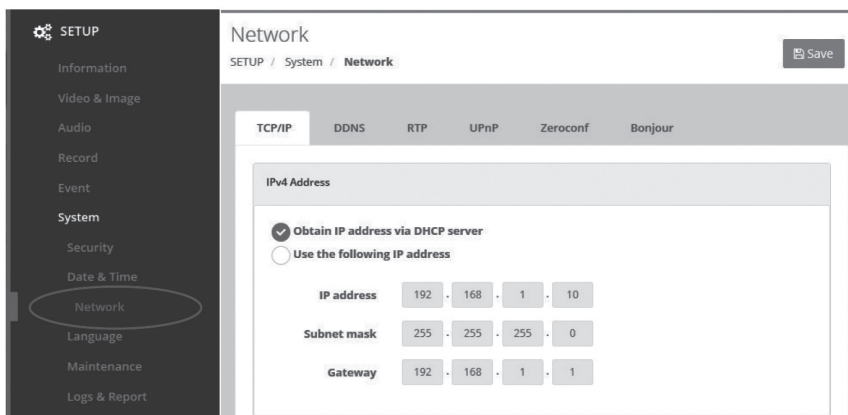 SETUP
Information
Video & Image
Audio
Record
Event
System
Security
Date & Time
Network
Language
Maintenance
Logs & Report
Network
SETUP / System / Network
Save
TCP/IP DDNS RTP UPnP Zeroconf Bonjour
IPv4 Address
Obtain IP address via DHCP server
Use the following IP address
IP address 192 . 168 . 1 . 10
Subnet mask 255 . 255 . 255 . 0
Gateway 192 . 168 . 1 . 1